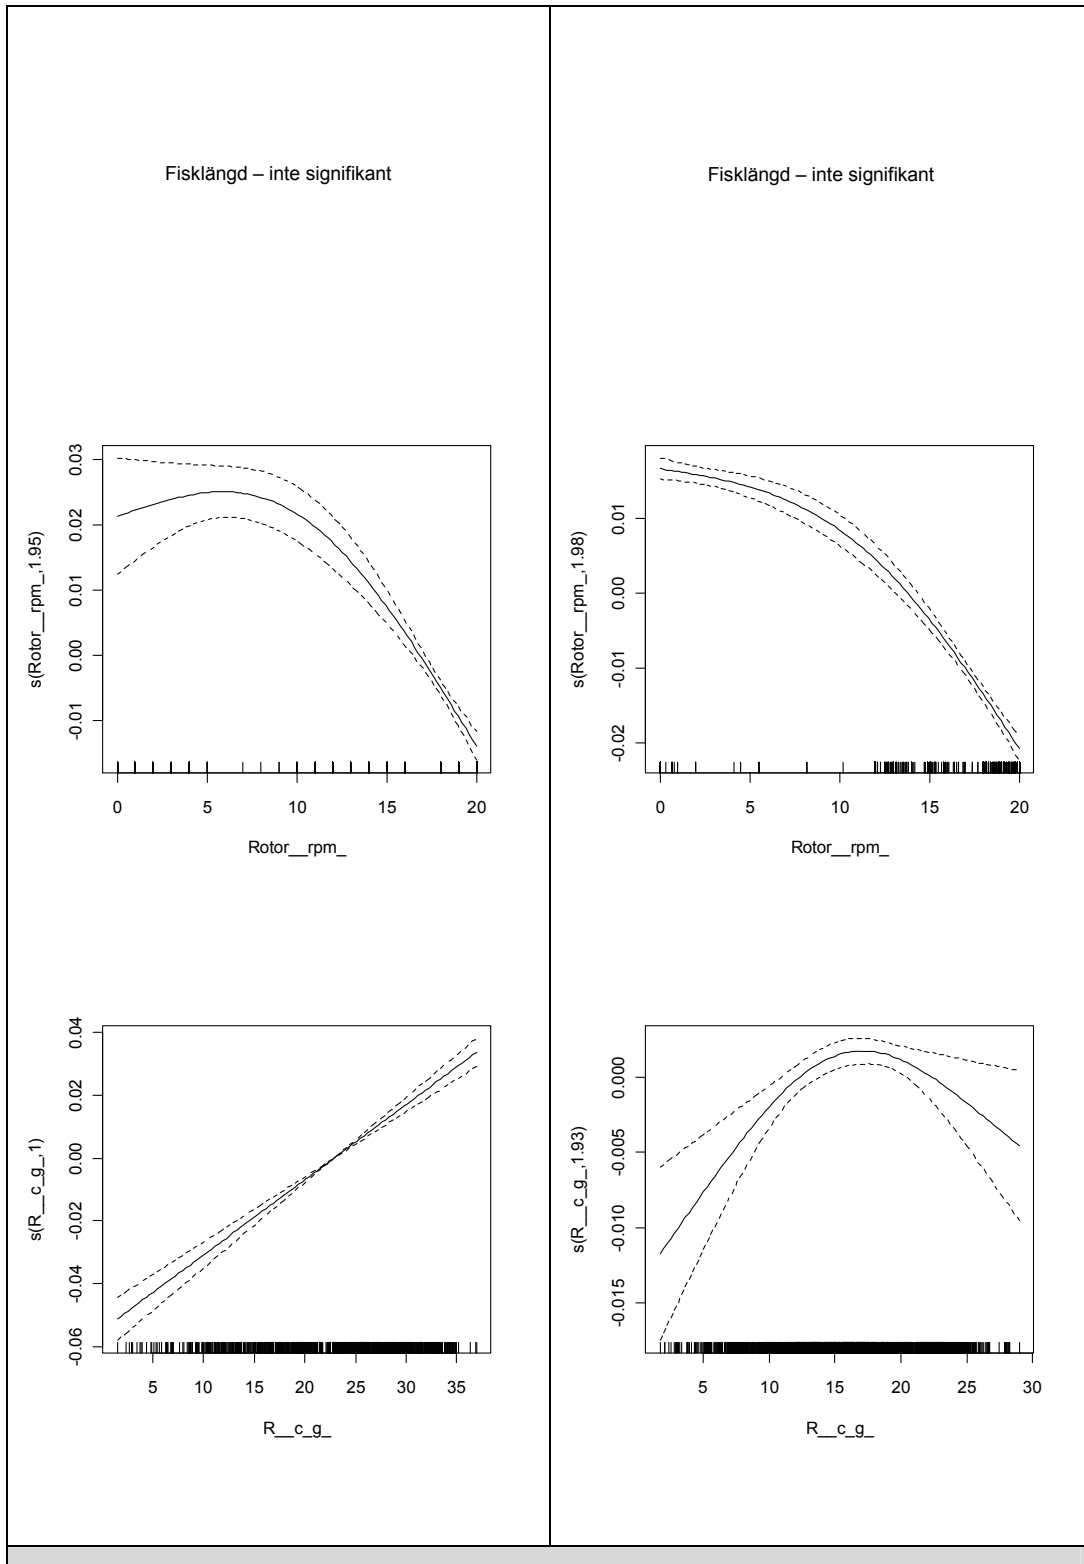 Fisklängd – inte signifikant
Fisklängd – inte signifikant
s(Rotor__rpm_,1.95)
0.03
0.02
0.01
0.00
-0.01
0 5 10 15 20
Rotor__rpm_
s(Rotor__rpm_,1.98)
0.01
0.00
-0.01
-0.02
0 5 10 15 20
Rotor__rpm_
s(R__c_g_,1)
0.04
0.02
0.00
-0.02
-0.04
-0.06
5 10 15 20 25 30 35
R__c_g_
s(R__c_g_,1.93)
0.000
-0.005
-0.010
-0.015
5 10 15 20 25 30
R__c_g_